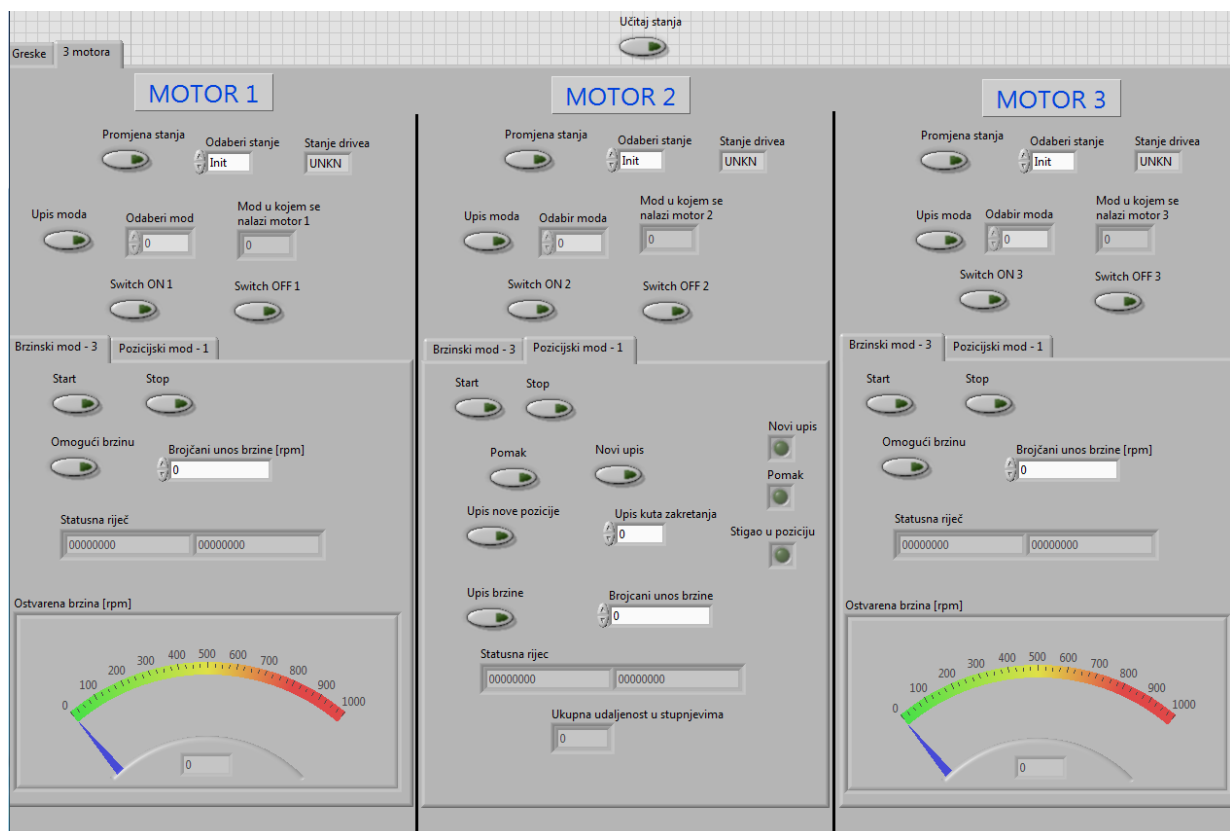 Učitaj stanja
Greske
3 motora
MOTOR 1
Promjena stanja
Odaberi stanje
Stanje drivea
Init
UNKN
Upis moda
Odaberi mod
Mod u kojem se
nalazi motor 1
0
0
Switch ON 1
Switch OFF 1
Brzinski mod - 3
Pozicijski mod - 1
Start
Stop
Omogući brzinu
Brojčani unos brzine [rpm]
0
Statusna riječ
00000000
00000000
Ostvarena brzina [rpm]
0
100
200
300
400
500
600
700
800
900
1000
0
MOTOR 2
Promjena stanja
Odaberi stanje
Stanje drivea
Init
UNKN
Upis moda
Odabir moda
Mod u kojem se
nalazi motor 2
0
0
Switch ON 2
Switch OFF 2
Brzinski mod - 3
Pozicijski mod - 1
Start
Stop
Novi upis
Pomak
Novi upis
Pomak
Upis nove pozicije
Upis kuta zakretanja
0
Stigao u poziciju
Upis brzine
Brojcani unos brzine
0
Statusna rijec
00000000
00000000
Ukupna udaljenost u stupnjevima
0
MOTOR 3
Promjena stanja
Odaberi stanje
Stanje drivea
Init
UNKN
Upis moda
Odabir moda
Mod u kojem se
nalazi motor 3
0
0
Switch ON 3
Switch OFF 3
Brzinski mod - 3
Pozicijski mod - 1
Start
Stop
Omogući brzinu
Brojčani unos brzine [rpm]
0
Statusna riječ
00000000
00000000
Ostvarena brzina [rpm]
0
100
200
300
400
500
600
700
800
900
1000
0